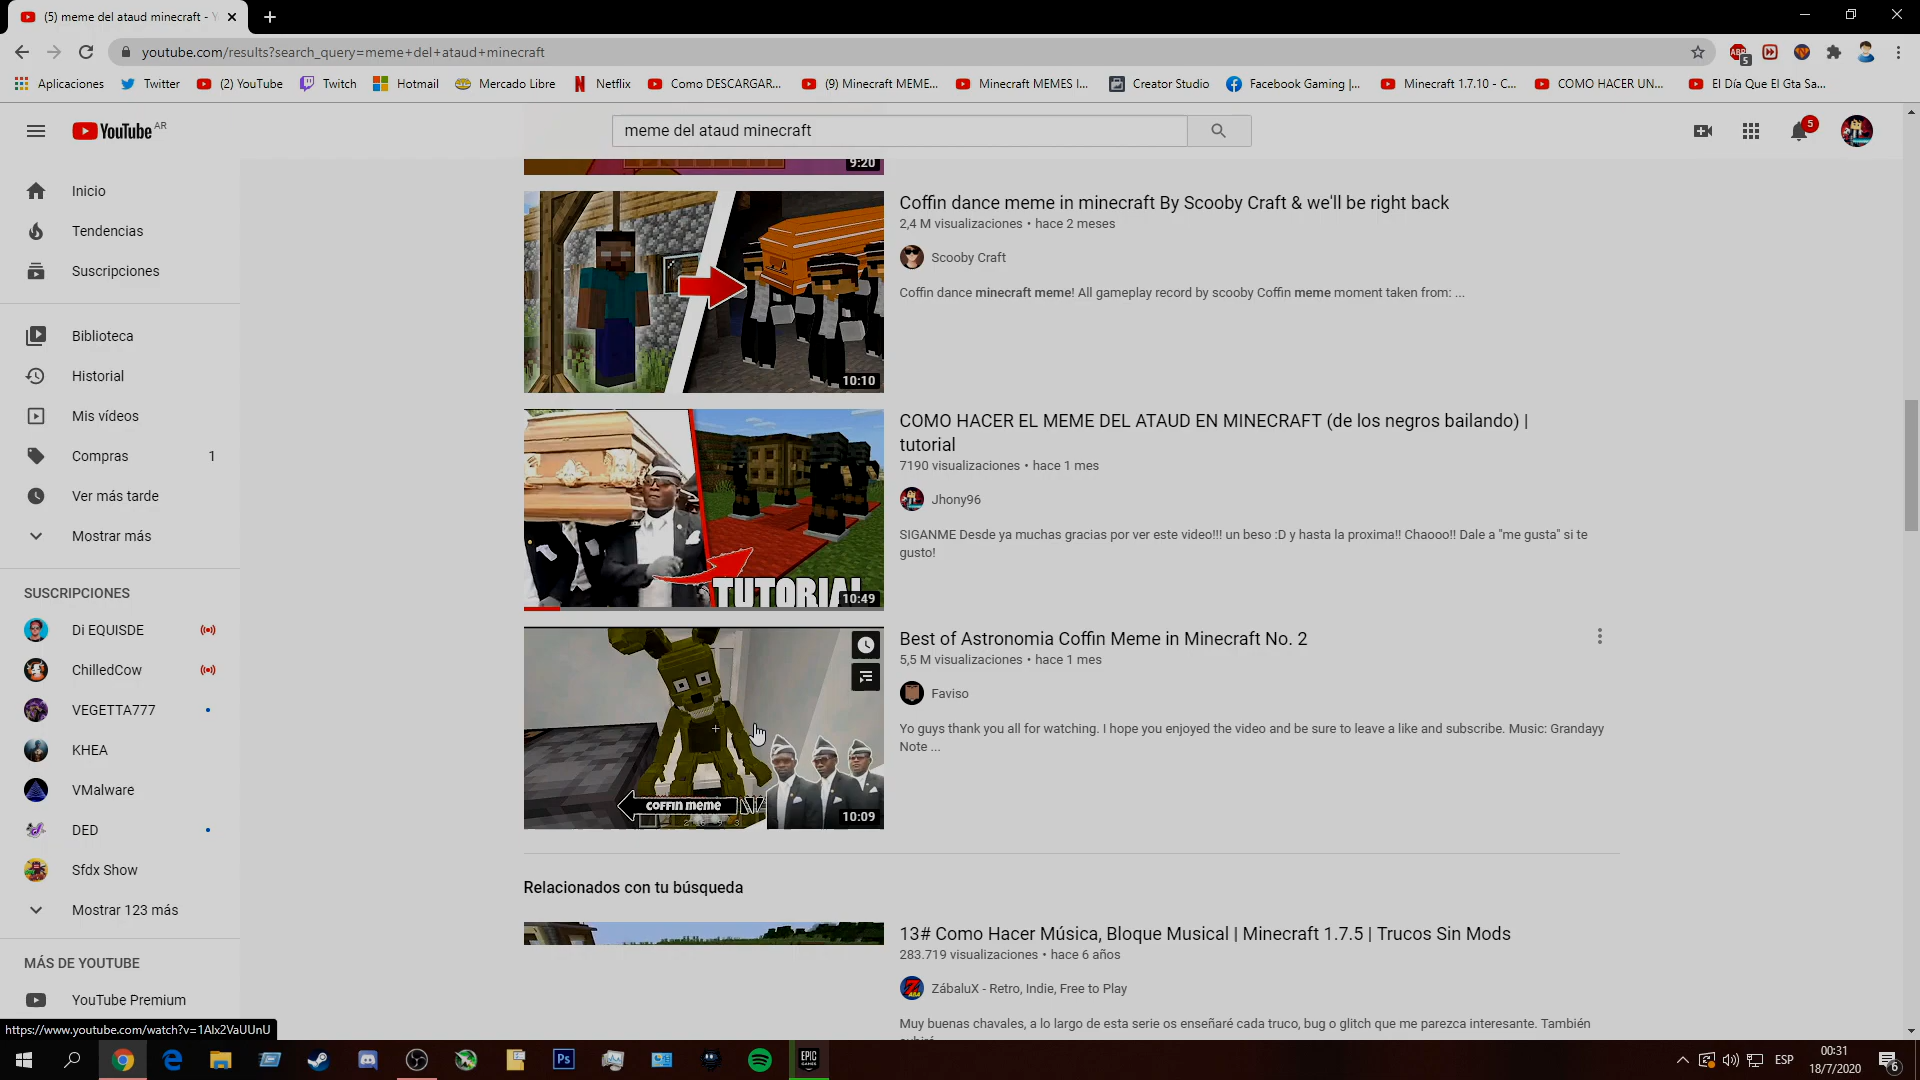 (5) meme del ataud minecraft - Y
youtube.com/results?search_query=meme+del+ataud+minecraft
ABP
5
Aplicaciones
Twitter
(2) YouTube
Twitch
Hotmail
Mercado Libre
Netflix
Como DESCARGAR...
(9) Minecraft MEME...
Minecraft MEMES I...
Creator Studio
Facebook Gaming |...
Minecraft 1.7.10 - C...
COMO HACER UN...
El Día Que El Gta Sa...
YouTube AR
meme del ataud minecraft
5
Inicio
Tendencias
Suscripciones
Biblioteca
Historial
Mis vídeos
Compras 1
Ver más tarde
Mostrar más
SUSCRIPCIONES
Di EQUISDE
ChilledCow
VEGETTA777
KHEA
VMalware
DED
Sfdx Show
Mostrar 123 más
MÁS DE YOUTUBE
YouTube Premium
9:20
10:10
Coffin dance meme in minecraft By Scooby Craft & we'll be right back
2,4 M visualizaciones • hace 2 meses
Scooby Craft
Coffin dance minecraft meme! All gameplay record by scooby Coffin meme moment taken from: ...
TUTORIAL
10:49
COMO HACER EL MEME DEL ATAUD EN MINECRAFT (de los negros bailando) |
tutorial
7190 visualizaciones • hace 1 mes
Jhony96
SIGANME Desde ya muchas gracias por ver este video!!! un beso :D y hasta la proxima!! Chaooo!! Dale a "me gusta" si te
gusto!
COFFIN MEME
10:09
Best of Astronomia Coffin Meme in Minecraft No. 2
5,5 M visualizaciones • hace 1 mes
Faviso
Yo guys thank you all for watching. I hope you enjoyed the video and be sure to leave a like and subscribe. Music: Grandayy
Note ...
Relacionados con tu búsqueda
13# Como Hacer Música, Bloque Musical | Minecraft 1.7.5 | Trucos Sin Mods
283.719 visualizaciones • hace 6 años
ZábaluX - Retro, Indie, Free to Play
Muy buenas chavales, a lo largo de esta serie os enseñaré cada truco, bug o glitch que me parezca interesante. También
https://www.youtube.com/watch?v=1AIx2VaUUnU
Ps
EPIC
GAMES
ESP
00:31
18/7/2020
6